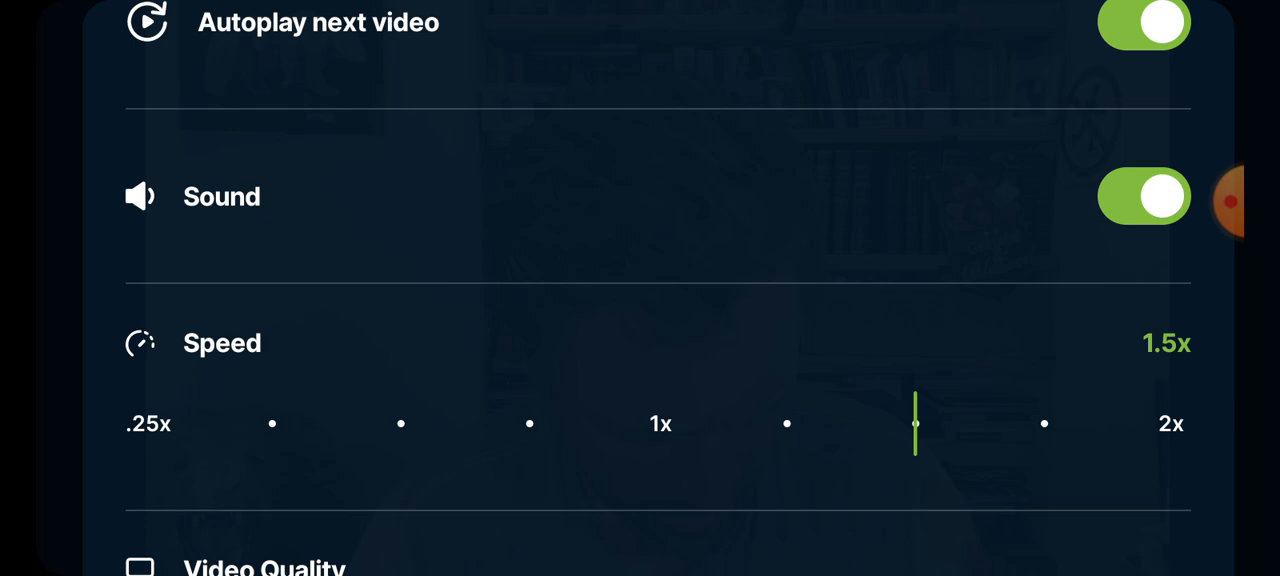 Autoplay next video
Sound
Speed 1.5x
.25x 1x 2x
Video Quality